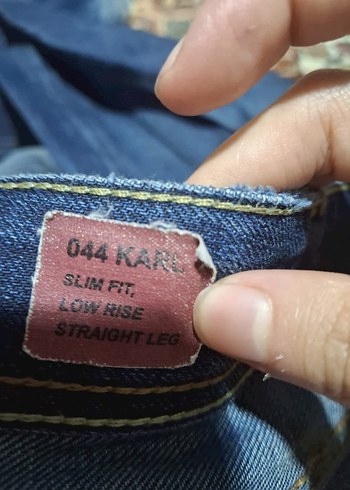 044 KARL
SLIM FIT,
LOW RISE
STRAIGHT LEG